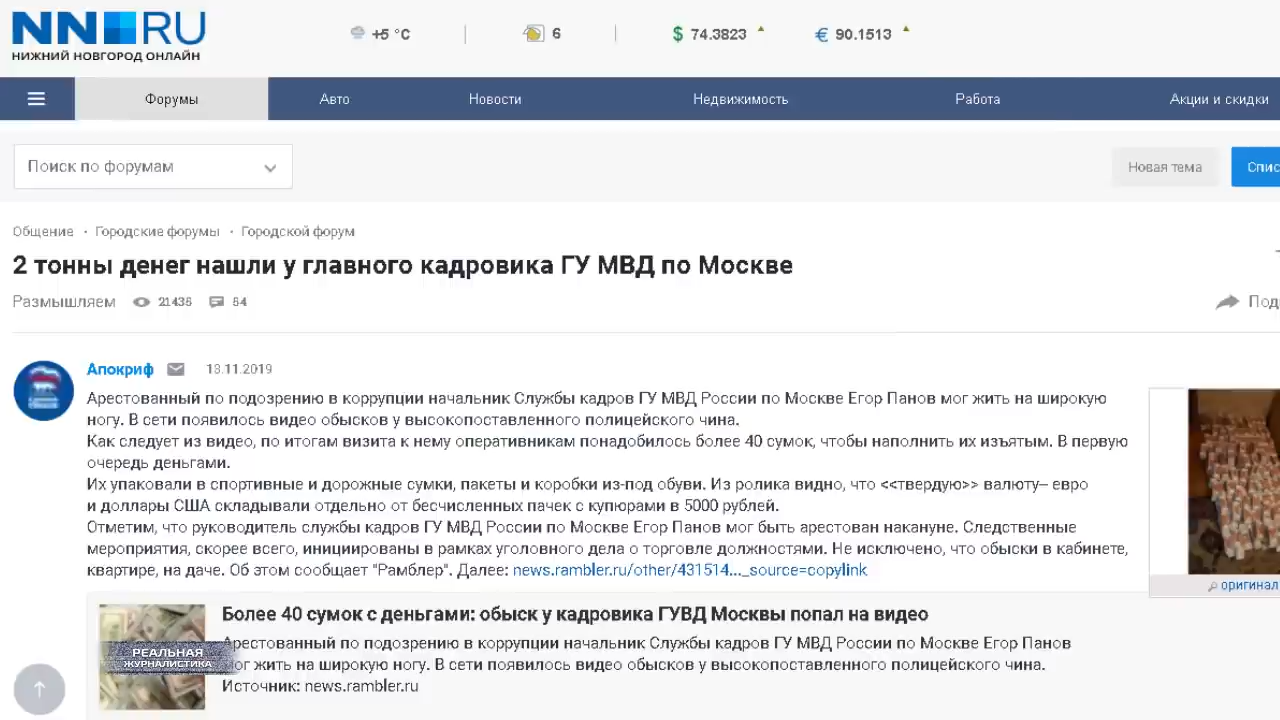 NN RU
НИЖНИЙ НОВГОРОД ОНЛАЙН
+5 °C
6
$ 74.3823
€ 90.1513
Форумы
Авто
Новости
Недвижимость
Работа
Акции и скидки
Поиск по форумам
Новая тема
Спис
Общение · Городские форумы · Городской форум
2 тонны денег нашли у главного кадровика ГУ МВД по Москве
Размышляем 21435 54
Под
Апокриф 13.11.2019
Арестованный по подозрению в коррупции начальник Службы кадров ГУ МВД России по Москве Егор Панов мог жить на широкую
ногу. В сети появилось видео обысков у высокопоставленного полицейского чина.
Как следует из видео, по итогам визита к нему оперативникам понадобилось более 40 сумок, чтобы наполнить их изъятым. В первую
очередь деньгами.
Их упаковали в спортивные и дорожные сумки, пакеты и коробки из-под обуви. Из ролика видно, что <<твердую>> валюту– евро
и доллары США складывали отдельно от бесчисленных пачек с купюрами в 5000 рублей.
Отметим, что руководитель службы кадров ГУ МВД России по Москве Егор Панов мог быть арестован накануне. Следственные
мероприятия, скорее всего, инициированы в рамках уголовного дела о торговле должностями. Не исключено, что обыски в кабинете,
квартире, на даче. Об этом сообщает "Рамблер". Далее: news.rambler.ru/other/431514..._source=copylink
оригинал
Более 40 сумок с деньгами: обыск у кадровика ГУВД Москвы попал на видео
Арестованный по подозрению в коррупции начальник Службы кадров ГУ МВД России по Москве Егор Панов
мог жить на широкую ногу. В сети появилось видео обысков у высокопоставленного полицейского чина.
Источник: news.rambler.ru
РЕАЛЬНАЯ
ЖУРНАЛИСТИКА